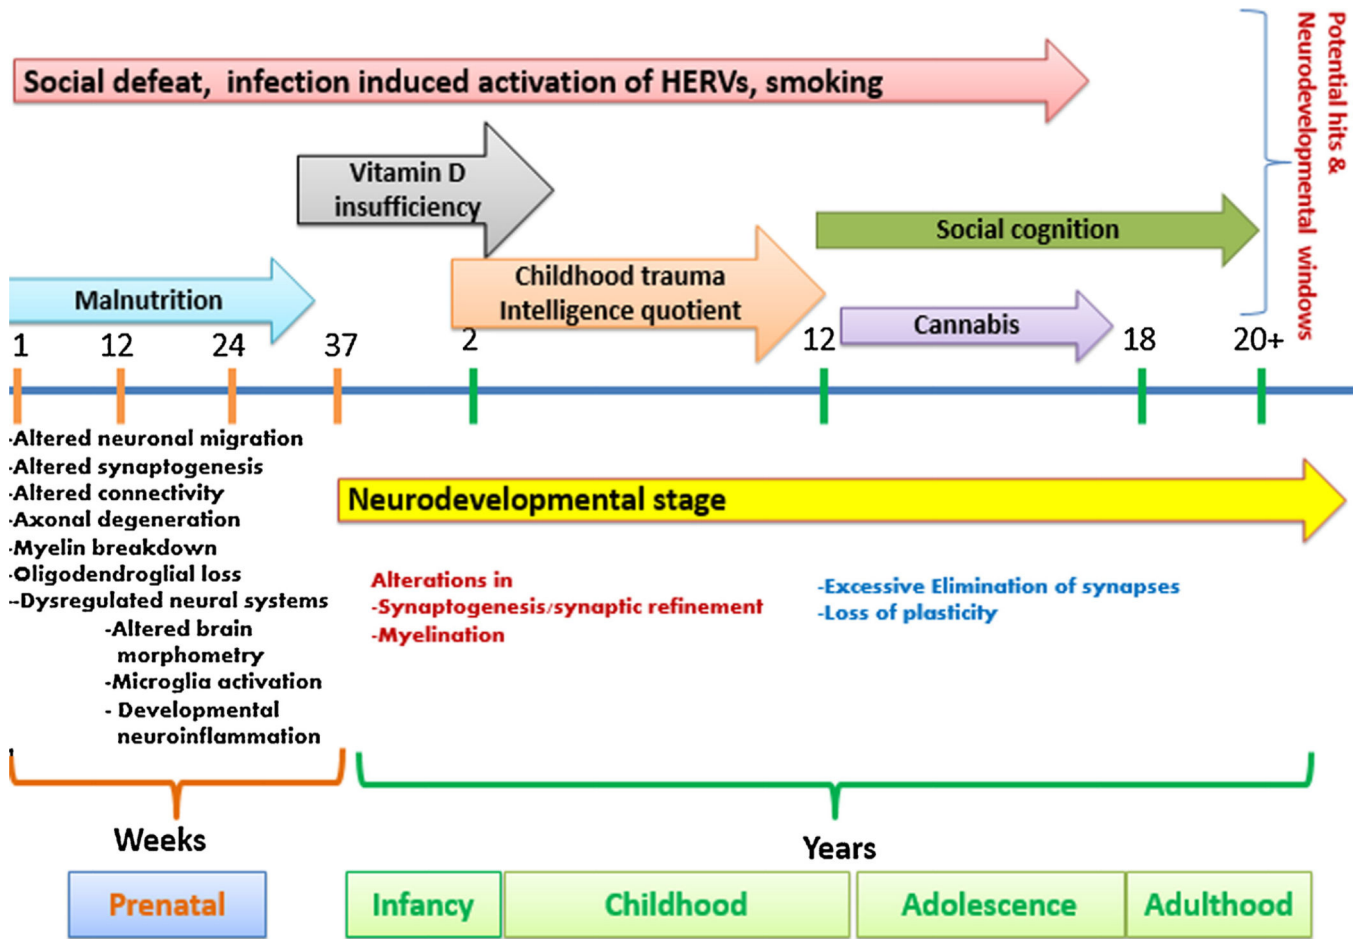 Potential hits &
Neurodevelopmental windows
Social defeat, infection induced activation of HERVs, smoking
Vitamin D
insufficiency
Social cognition
Childhood trauma
Intelligence quotient
Malnutrition
Cannabis
1 12 24 37 2 12 18 20+
-Altered neuronal migration
-Altered synaptogenesis
-Altered connectivity
-Axonal degeneration
-Myelin breakdown
-Oligodendroglial loss
--Dysregulated neural systems
-Altered brain
morphometry
-Microglia activation
- Developmental
neuroinflammation
Neurodevelopmental stage
Alterations in
-Synaptogenesis/synaptic refinement
-Myelination
-Excessive Elimination of synapses
-Loss of plasticity
Weeks
Years
Prenatal
Infancy
Childhood
Adolescence
Adulthood